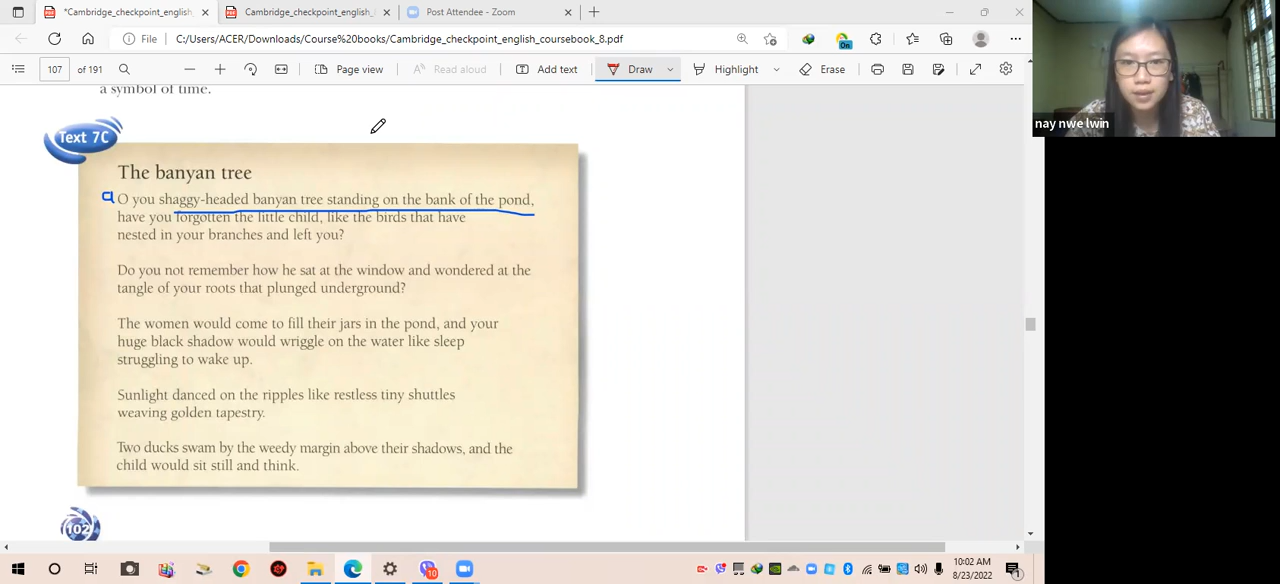 *Cambridge_checkpoint_english_
Cambridge_checkpoint_english_
Post Attendee - Zoom
File
C:/Users/ACER/Downloads/Course%20books/Cambridge_checkpoint_english_coursebook_8.pdf
On
107 of 191
Page view
Read aloud
Add text
Draw
Highlight
Erase
nay nwe lwin
a symbol of time.
Text 7C
The banyan tree
O you shaggy-headed banyan tree standing on the bank of the pond,
have you forgotten the little child, like the birds that have
nested in your branches and left you?
Do you not remember how he sat at the window and wondered at the
tangle of your roots that plunged underground?
The women would come to fill their jars in the pond, and your
huge black shadow would wriggle on the water like sleep
struggling to wake up.
Sunlight danced on the ripples like restless tiny shuttles
weaving golden tapestry.
Two ducks swam by the weedy margin above their shadows, and the
child would sit still and think.
102
10
10:02 AM
8/23/2022
1